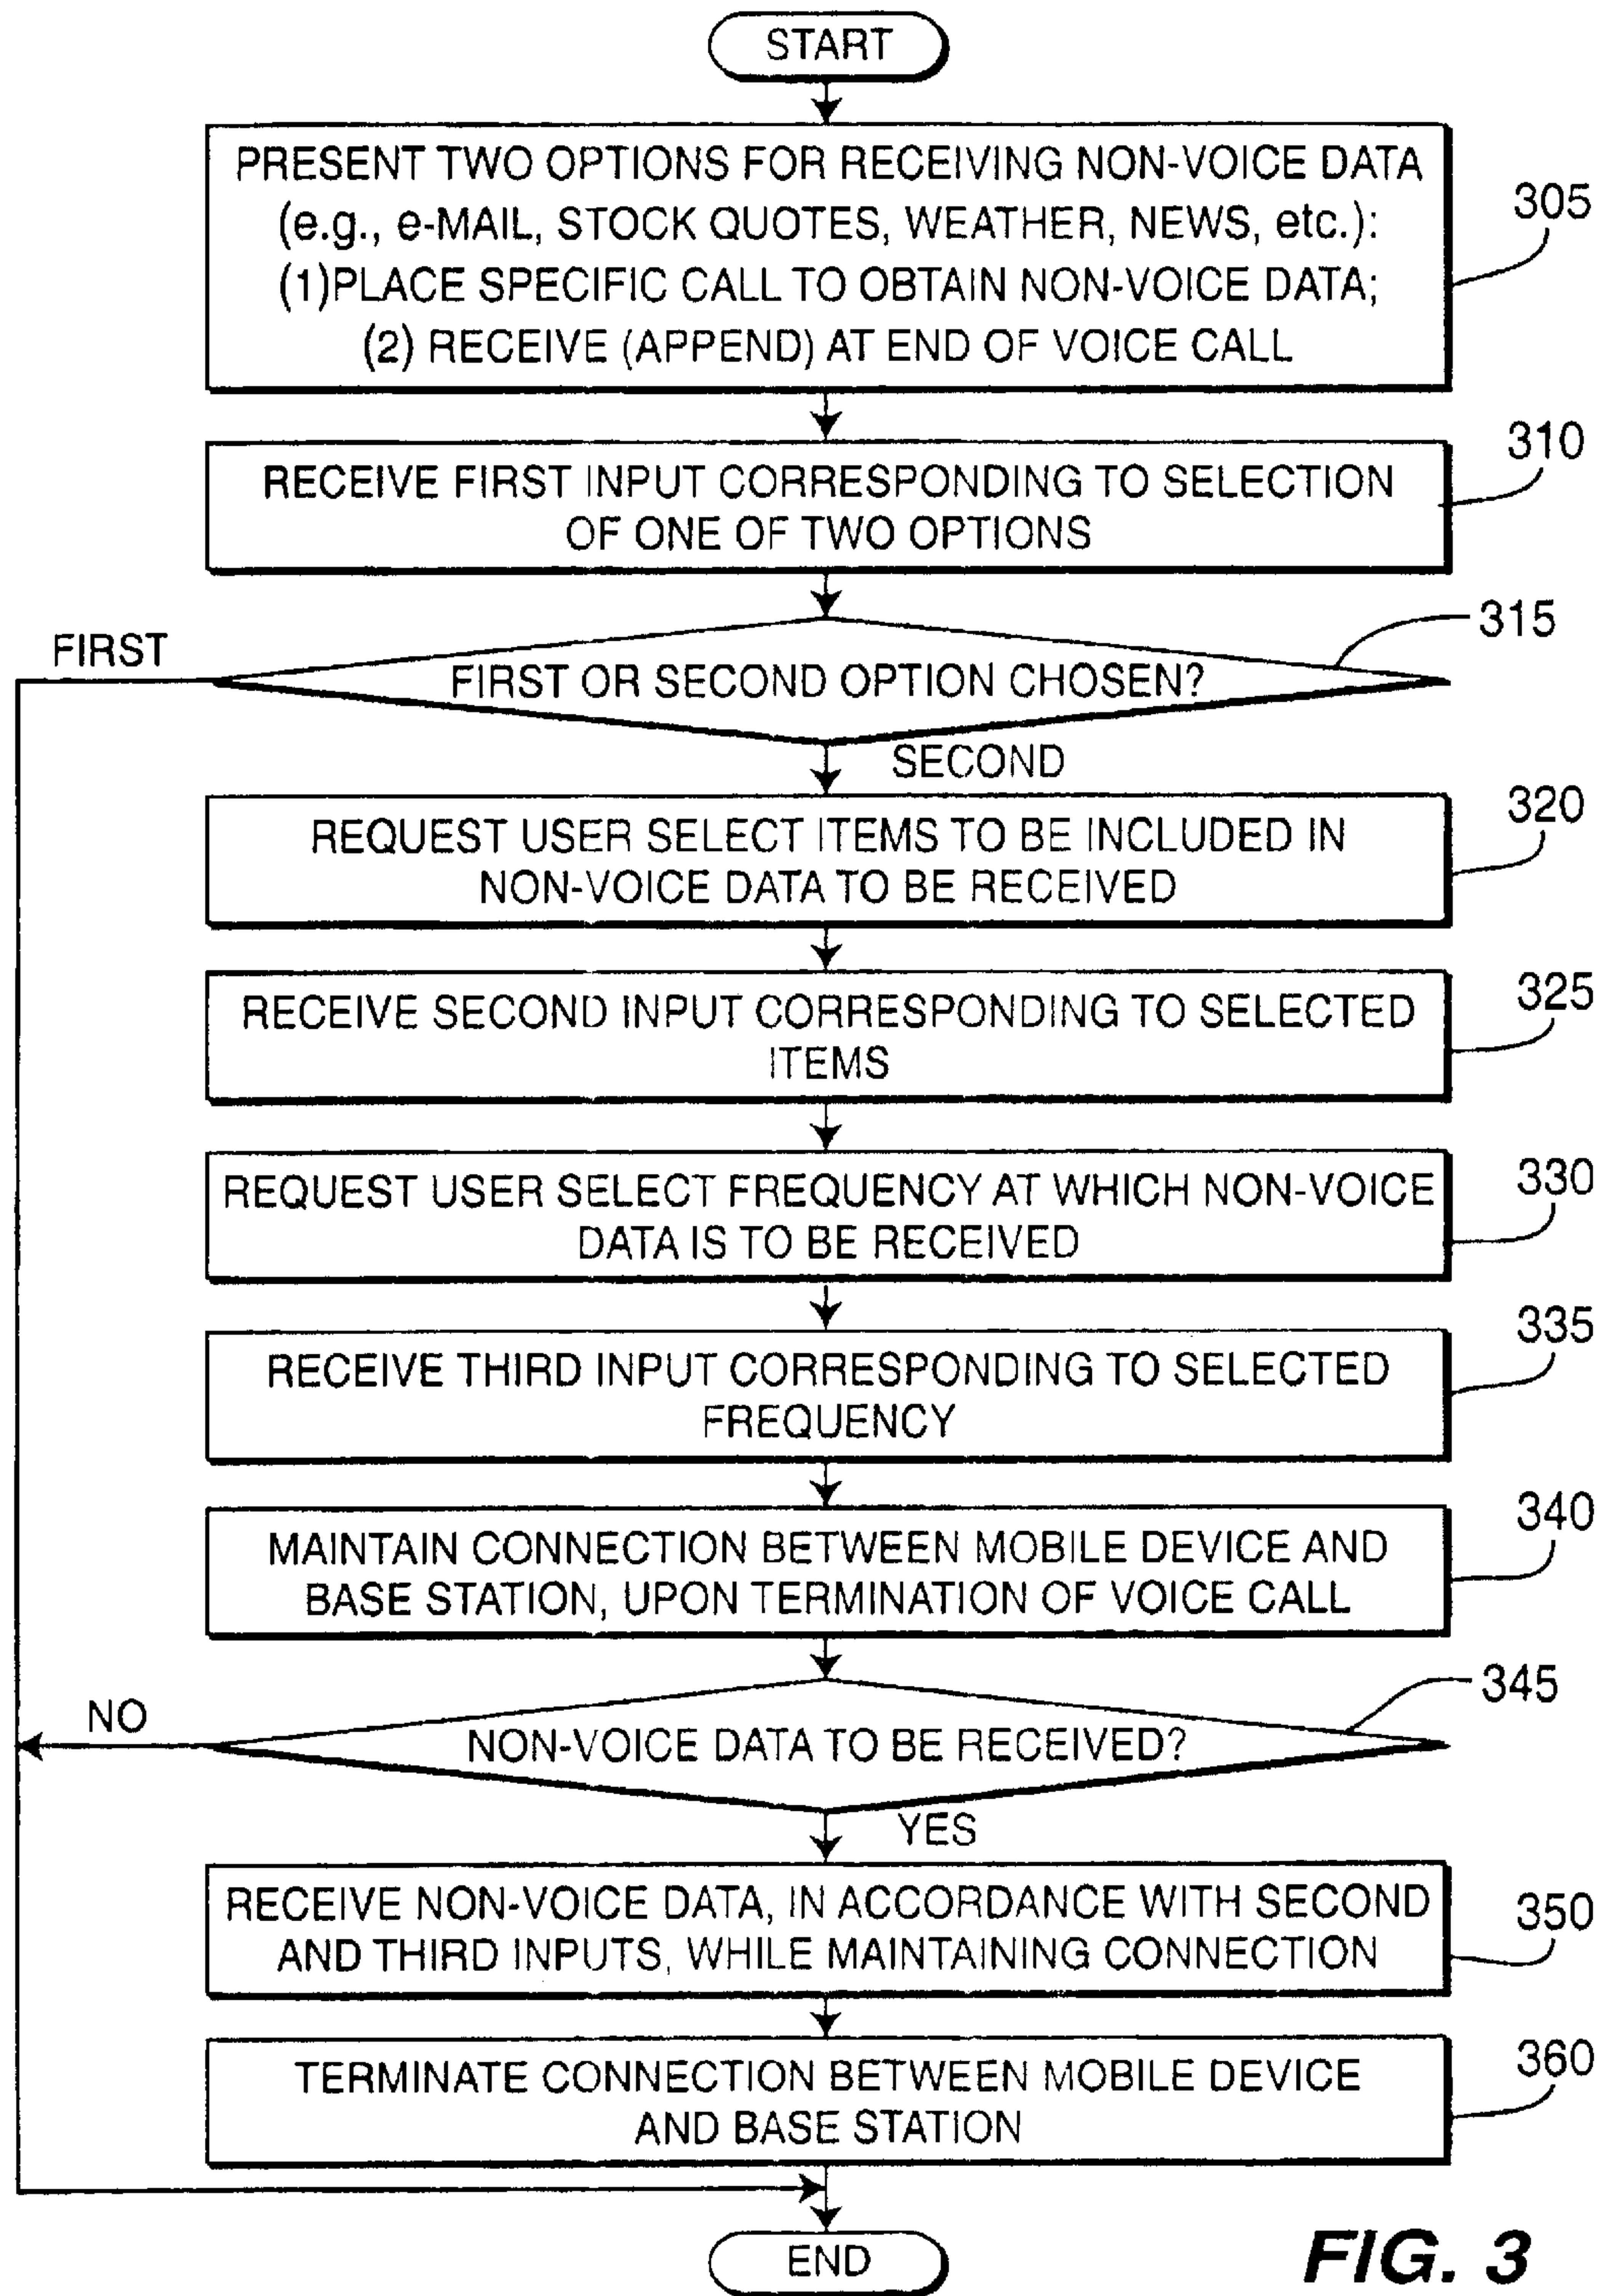 START
PRESENT TWO OPTIONS FOR RECEIVING NON-VOICE DATA
(e.g., e-MAIL, STOCK QUOTES, WEATHER, NEWS, etc.):
(1)PLACE SPECIFIC CALL TO OBTAIN NON-VOICE DATA;
(2) RECEIVE (APPEND) AT END OF VOICE CALL
305
RECEIVE FIRST INPUT CORRESPONDING TO SELECTION
OF ONE OF TWO OPTIONS
310
FIRST OR SECOND OPTION CHOSEN?
315
FIRST
SECOND
REQUEST USER SELECT ITEMS TO BE INCLUDED IN
NON-VOICE DATA TO BE RECEIVED
320
RECEIVE SECOND INPUT CORRESPONDING TO SELECTED
ITEMS
325
REQUEST USER SELECT FREQUENCY AT WHICH NON-VOICE
DATA IS TO BE RECEIVED
330
RECEIVE THIRD INPUT CORRESPONDING TO SELECTED
FREQUENCY
335
MAINTAIN CONNECTION BETWEEN MOBILE DEVICE AND
BASE STATION, UPON TERMINATION OF VOICE CALL
340
NON-VOICE DATA TO BE RECEIVED?
345
NO
YES
RECEIVE NON-VOICE DATA, IN ACCORDANCE WITH SECOND
AND THIRD INPUTS, WHILE MAINTAINING CONNECTION
350
TERMINATE CONNECTION BETWEEN MOBILE DEVICE
AND BASE STATION
360
END
FIG. 3